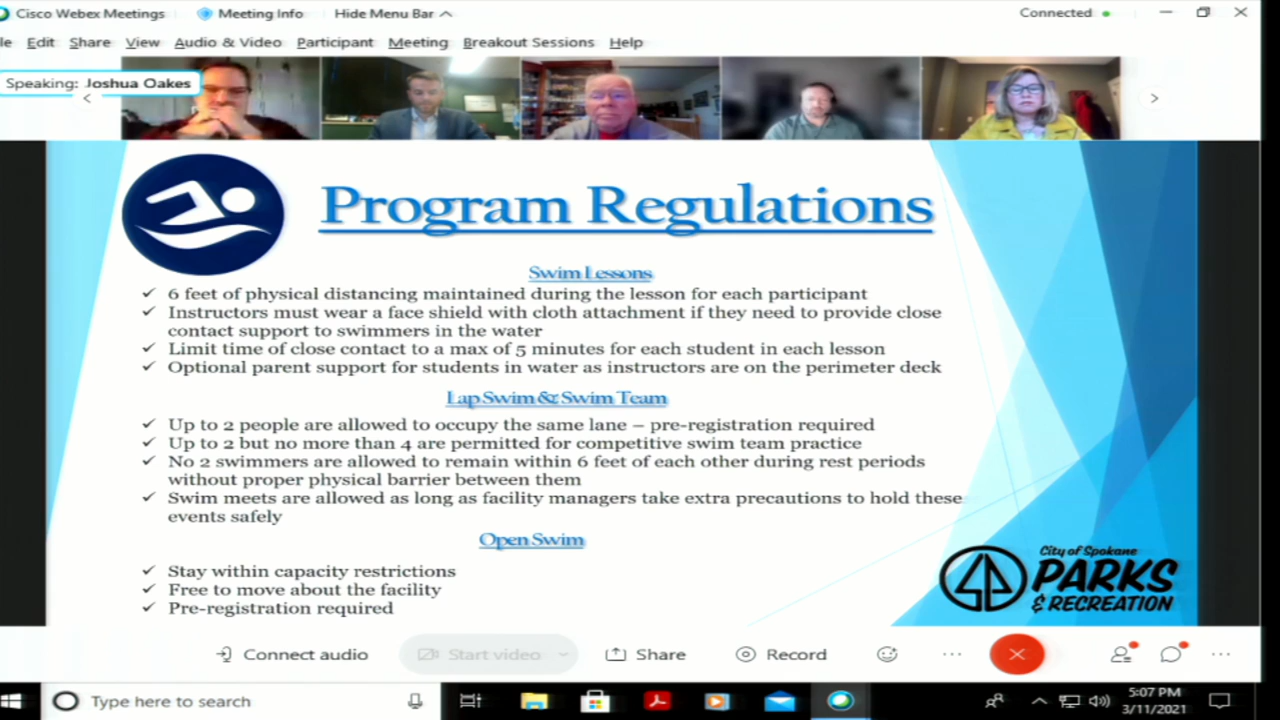 Cisco Webex Meetings
Meeting Info
Hide Menu Bar
Connected
le Edit Share View Audio & Video Participant Meeting Breakout Sessions Help
Speaking: Joshua Oakes
Program Regulations
Swim Lessons
6 feet of physical distancing maintained during the lesson for each participant
Instructors must wear a face shield with cloth attachment if they need to provide close
contact support to swimmers in the water
Limit time of close contact to a max of 5 minutes for each student in each lesson
Optional parent support for students in water as instructors are on the perimeter deck
Lap Swim & Swim Team
Up to 2 people are allowed to occupy the same lane – pre-registration required
Up to 2 but no more than 4 are permitted for competitive swim team practice
No 2 swimmers are allowed to remain within 6 feet of each other during rest periods
without proper physical barrier between them
Swim meets are allowed as long as facility managers take extra precautions to hold these
events safely
Open Swim
Stay within capacity restrictions
Free to move about the facility
Pre-registration required
City of Spokane
PARKS
& RECREATION
Connect audio
Start video
Share
Record
Type here to search
5:07 PM
3/11/2021